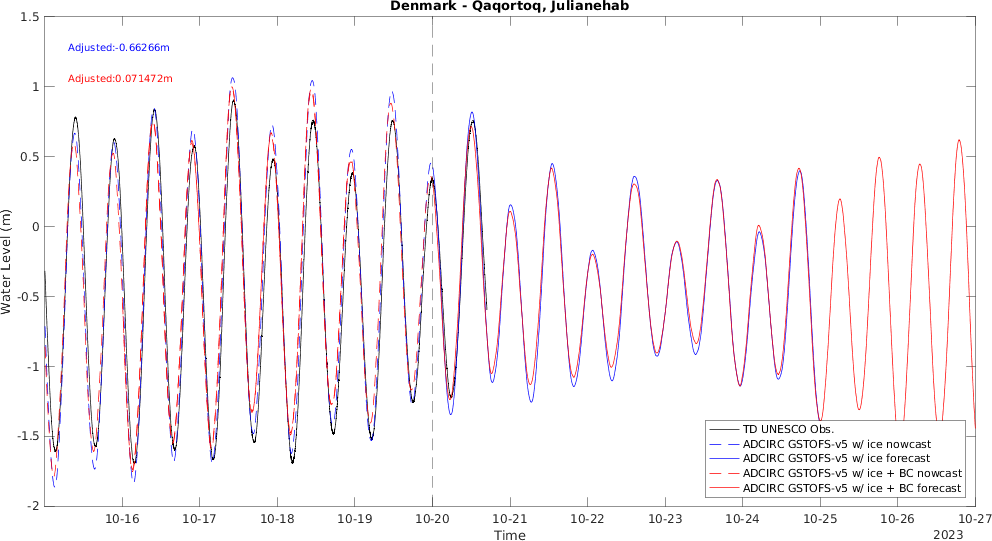 Denmark - Qaqortoq, Julianehab
Adjusted:-0.66266m
Adjusted:0.071472m
Water Level (m)
1.5
1
0.5
0
-0.5
-1
-1.5
-2
TD UNESCO Obs.
ADCIRC GSTOFS-v5 w/ ice nowcast
ADCIRC GSTOFS-v5 w/ ice forecast
ADCIRC GSTOFS-v5 w/ ice + BC nowcast
ADCIRC GSTOFS-v5 w/ ice + BC forecast
10-16 10-17 10-18 10-19 10-20 10-21 10-22 10-23 10-24 10-25 10-26 10-27
Time
2023